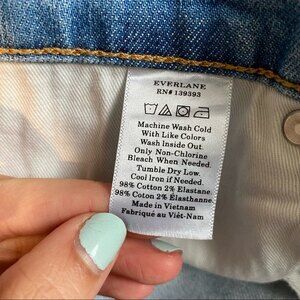 EVERLANE
RN# 139393
Machine Wash Cold
With Like Colors
Wash Inside Out.
Only Non-Chlorine
Bleach When Needed.
Tumble Dry Low.
Cool Iron if Needed.
98% Cotton 2% Elastane
98% Cotton 2% Elasthanne
Made in Vietnam
Fabriqué au Viêt-Nam